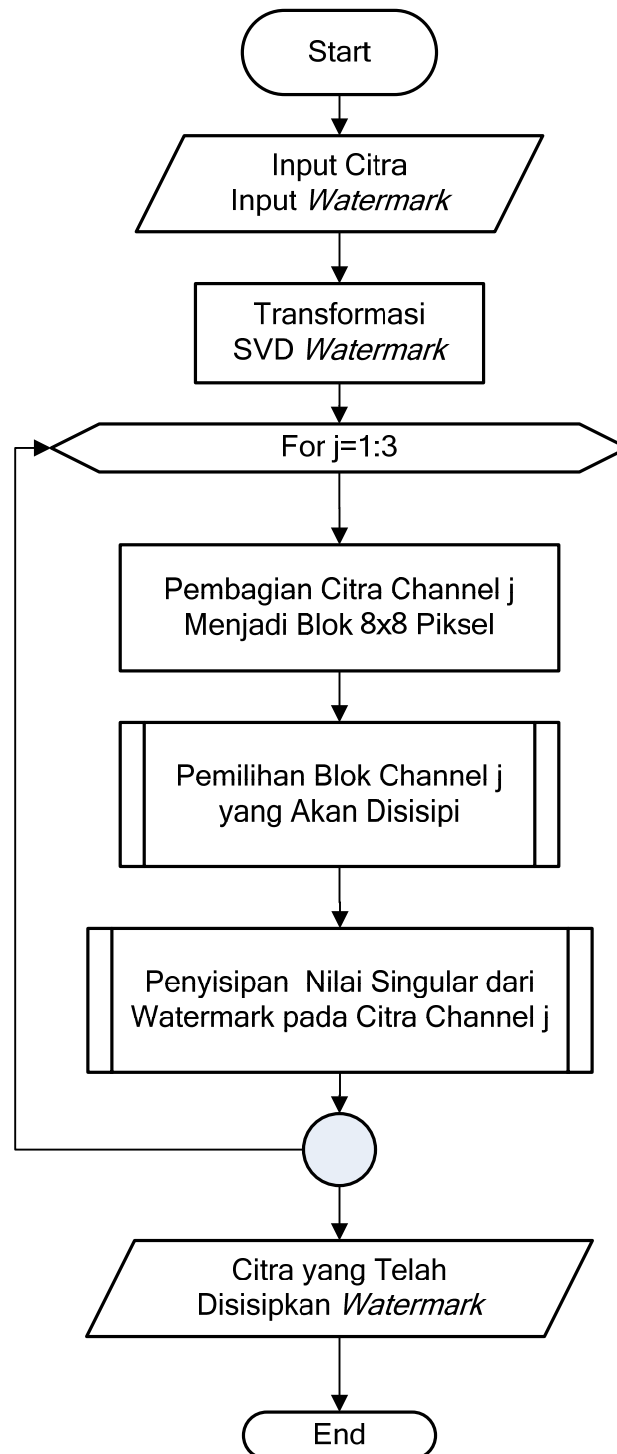 Start
Input Citra
Input Watermark
Transformasi
SVD Watermark
For j=1:3
Pembagian Citra Channel j
Menjadi Blok 8x8 Piksel
Pemilihan Blok Channel j
yang Akan Disisipi
Penyisipan Nilai Singular dari
Watermark pada Citra Channel j
Citra yang Telah
Disisipkan Watermark
End